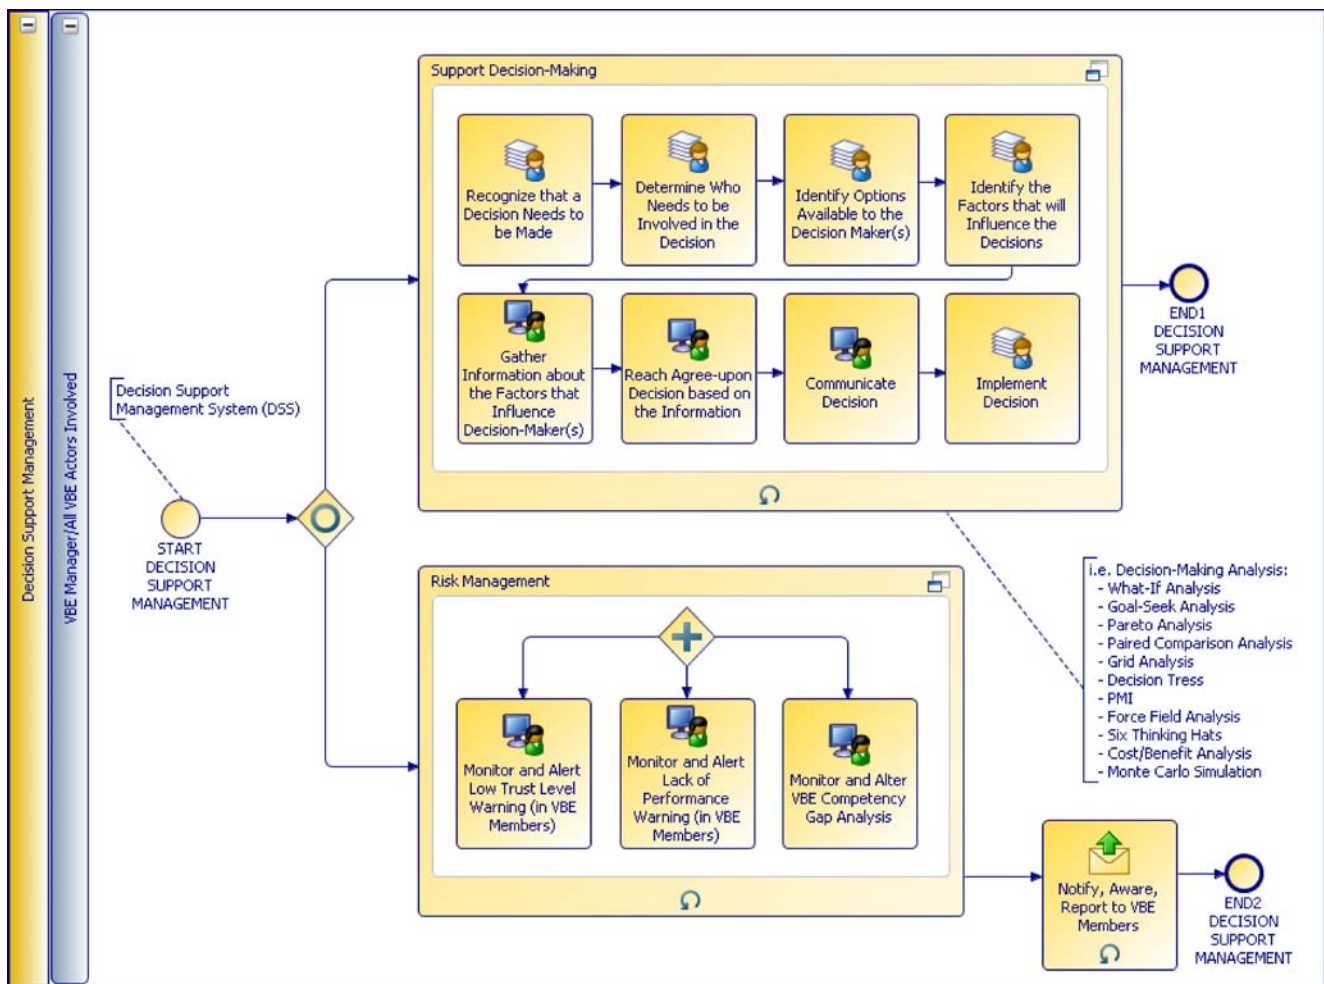 Decision Support Management
VBE Manager/All VBE Actors Involved
Decision Support
Management System (DSS)
START
DECISION
SUPPORT
MANAGEMENT
Support Decision-Making
Recognize that a
Decision Needs to
be Made
Determine Who
Needs to be
Involved in the
Decision
Identify Options
Available to the
Decision Maker(s)
Identify the
Factors that will
Influence the
Decisions
Gather
Information about
the Factors that
Influence
Decision-Maker(s)
Reach Agree-upon
Decision based on
the Information
Communicate
Decision
Implement
Decision
END1
DECISION
SUPPORT
MANAGEMENT
Risk Management
Monitor and Alert
Low Trust Level
Warning (in VBE
Members)
Monitor and Alert
Lack of
Performance
Warning (in VBE
Members)
Monitor and Alter
VBE Competency
Gap Analysis
i.e. Decision-Making Analysis:
- What-If Analysis
- Goal-Seek Analysis
- Pareto Analysis
- Paired Comparison Analysis
- Grid Analysis
- Decision Tress
- PMI
- Force Field Analysis
- Six Thinking Hats
- Cost/Benefit Analysis
- Monte Carlo Simulation
Notify, Aware,
Report to VBE
Members
END2
DECISION
SUPPORT
MANAGEMENT